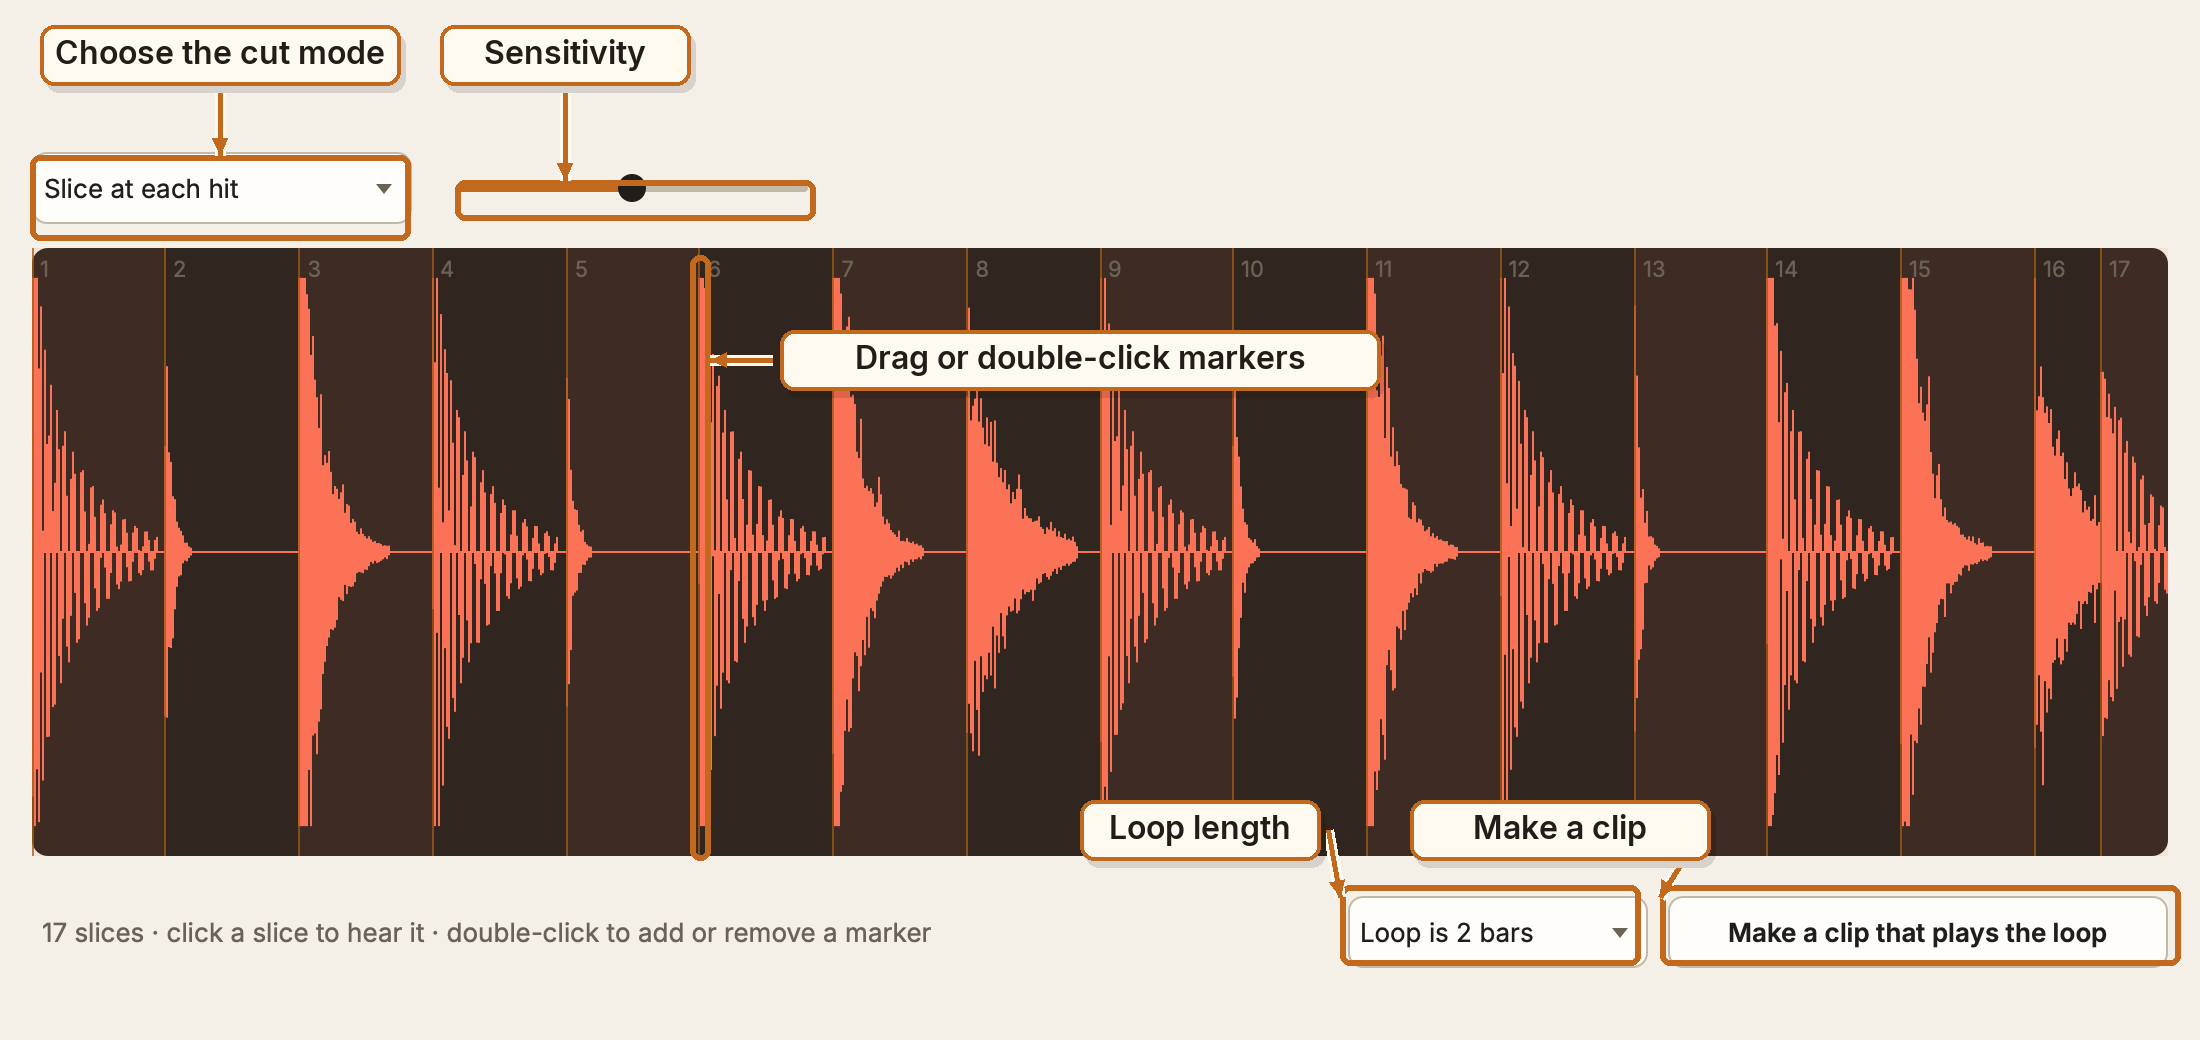 Choose the cut mode
Sensitivity
Slice at each hit
1 2 3 4 5 6 7 8 9 10 11 12 13 14 15 16 17
Drag or double-click markers
Loop length
Make a clip
17 slices · click a slice to hear it · double-click to add or remove a marker
Loop is 2 bars
Make a clip that plays the loop